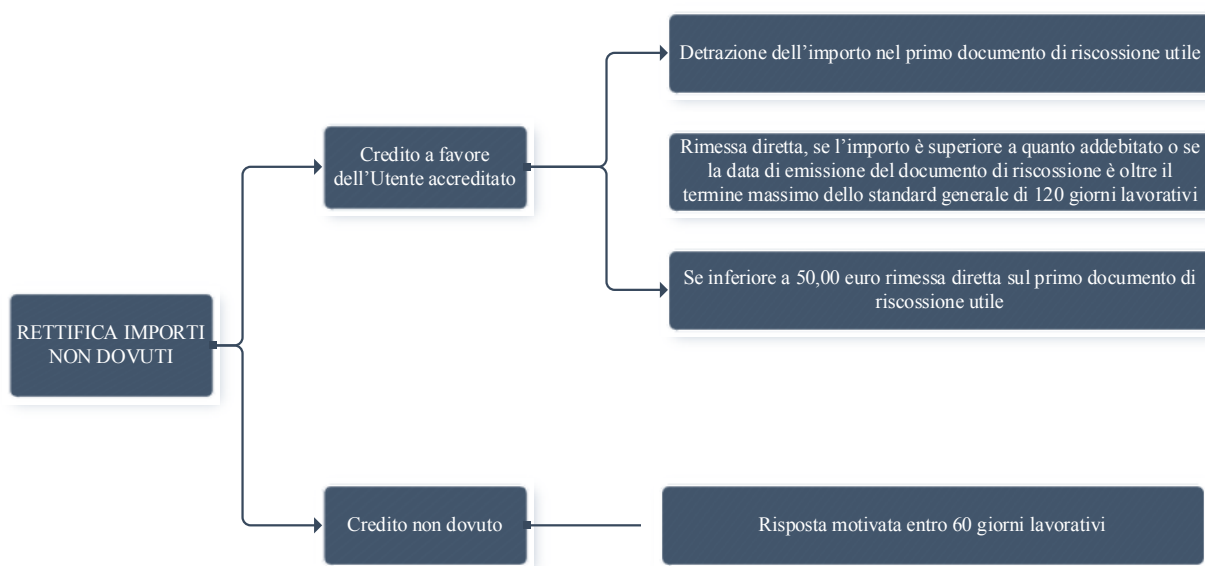 RETTIFICA IMPORTI
NON DOVUTI
Credito a favore
dell’Utente accreditato
Detrazione dell’importo nel primo documento di riscossione utile
Rimessa diretta, se l’importo è superiore a quanto addebitato o se
la data di emissione del documento di riscossione è oltre il
termine massimo dello standard generale di 120 giorni lavorativi
Se inferiore a 50,00 euro rimessa diretta sul primo documento di
riscossione utile
Credito non dovuto
Risposta motivata entro 60 giorni lavorativi